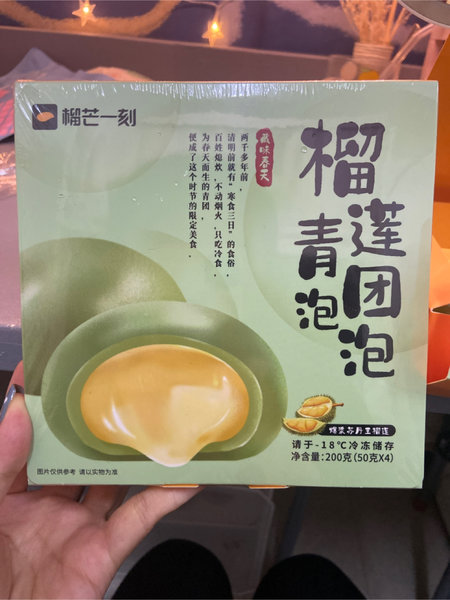 榴芒一刻
榴莲
青团
泡泡
藏味春天
两千多年前，
清明前就有“寒食三日”的食俗，
百姓熄炊，不动烟火，只吃冷食，
为春天而生的青团，
便成了这个时节的限定美食。
爆浆苏丹王榴莲
请于-18℃冷冻储存
净含量:200克(50克X4)
图片仅供参考 请以实物为准